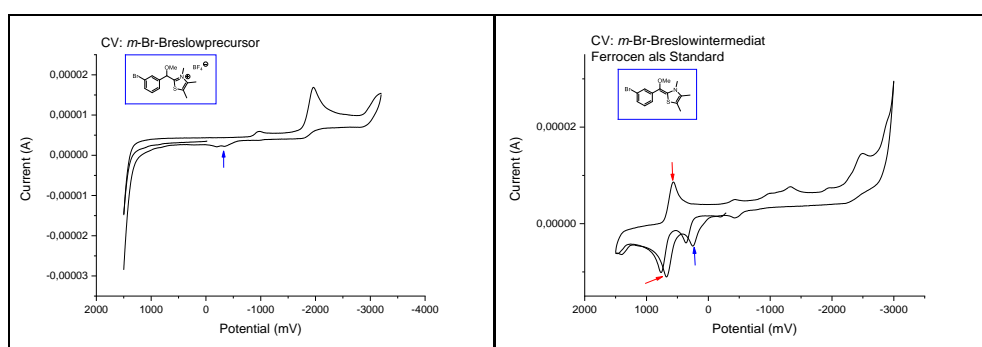 CV: m-Br-Breslowprecursor
Br
OMe
N
+
S
BF4
⊖
0,00002
0,00001
0,00000
-0,00001
-0,00002
-0,00003
Current (A)
2000 1000 0 -1000 -2000 -3000 -4000
Potential (mV)
CV: m-Br-Breslowintermediat
Ferrocen als Standard
Br
OMe
N
S
0,00002
0,00000
Current (A)
2000 1000 0 -1000 -2000 -3000
Potential (mV)